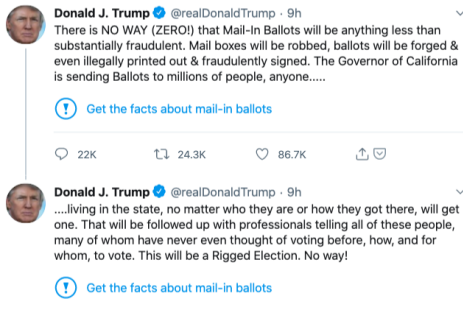 Donald J. Trump @realDonaldTrump · 9h
There is NO WAY (ZERO!) that Mail-In Ballots will be anything less than
substantially fraudulent. Mail boxes will be robbed, ballots will be forged &
even illegally printed out & fraudulently signed. The Governor of California
is sending Ballots to millions of people, anyone.....
Get the facts about mail-in ballots
22K 24.3K 86.7K
Donald J. Trump @realDonaldTrump · 9h
....living in the state, no matter who they are or how they got there, will get
one. That will be followed up with professionals telling all of these people,
many of whom have never even thought of voting before, how, and for
whom, to vote. This will be a Rigged Election. No way!
Get the facts about mail-in ballots